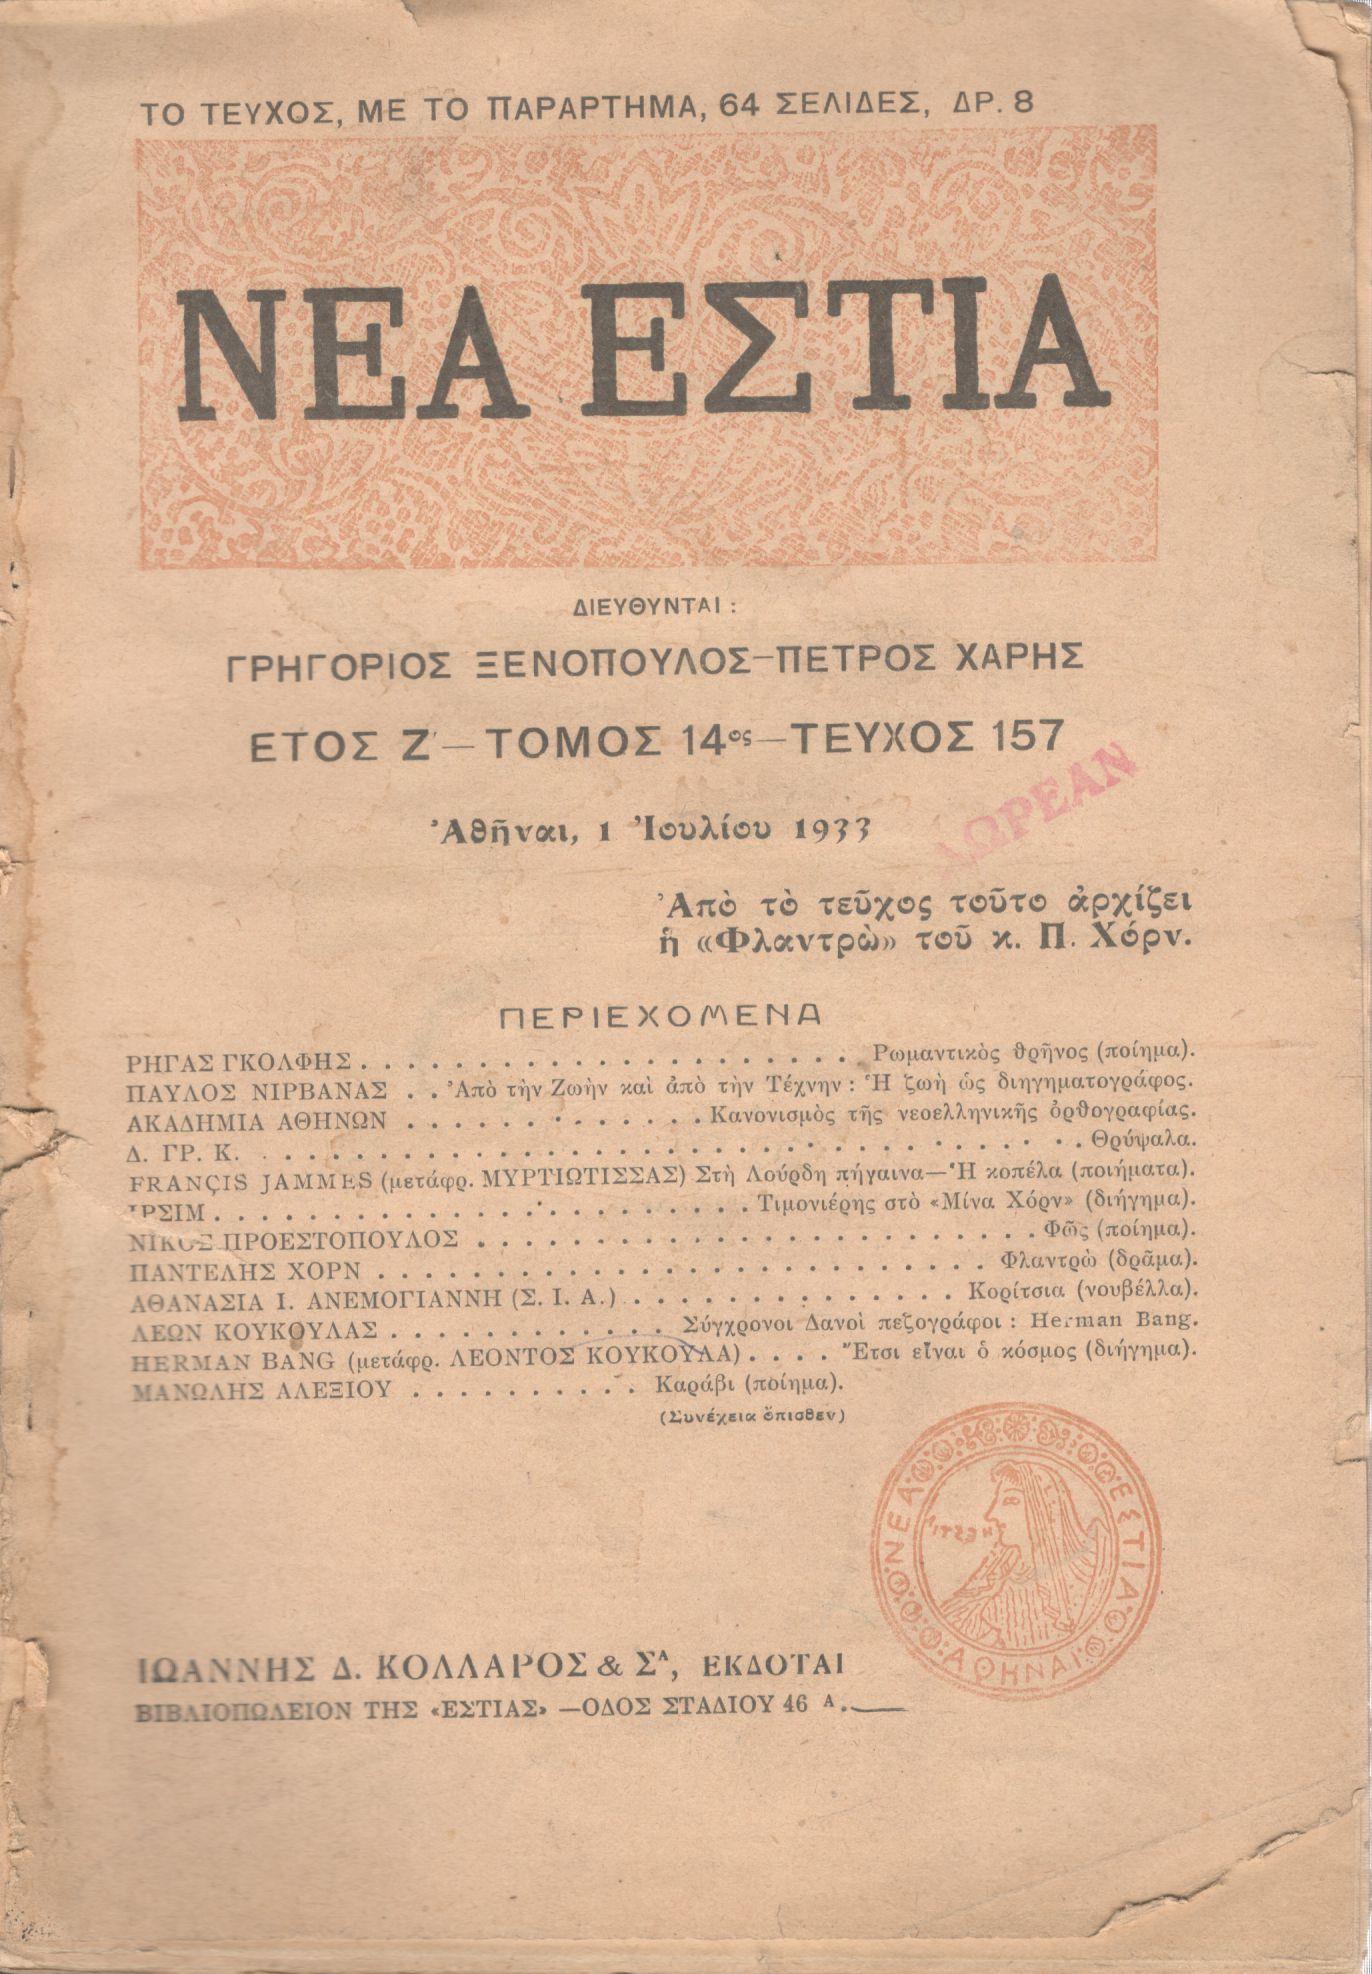 ΤΟ ΤΕΥΧΟΣ, ΜΕ ΤΟ ΠΑΡΑΡΤΗΜΑ, 64 ΣΕΛΙΔΕΣ, ΔΡ. 8
ΝΕΑ ΕΣΤΙΑ
ΔΙΕΥΘΥΝΤΑΙ :
ΓΡΗΓΟΡΙΟΣ ΞΕΝΟΠΟΥΛΟΣ–ΠΕΤΡΟΣ ΧΑΡΗΣ
ΕΤΟΣ Ζ΄ — ΤΟΜΟΣ 14ος — ΤΕΥΧΟΣ 157
ΔΩΡΕΑΝ
Ἀθῆναι, 1 Ἰουλίου 1933
Ἀπὸ τὸ τεῦχος τοῦτο ἀρχίζει
ἡ «Φλαντρὼ» τοῦ κ. Π. Χόρν.
ΠΕΡΙΕΧΟΜΕΝΑ
ΡΗΓΑΣ ΓΚΟΛΦΗΣ . . . . . . . . . . . . . . . . . . . . . . Ρωμαντικὸς θρῆνος (ποίημα).
ΠΑΥΛΟΣ ΝΙΡΒΑΝΑΣ . . Ἀπὸ τὴν Ζωὴν καὶ ἀπὸ τὴν Τέχνην : Ἡ ζωὴ ὡς διηγηματογράφος.
ΑΚΑΔΗΜΙΑ ΑΘΗΝΩΝ . . . . . . . . . . . . . Κανονισμὸς τῆς νεοελληνικῆς ὀρθογραφίας.
Δ. ΓΡ. Κ. . . . . . . . . . . . . . . . . . . . . . . . . . . . Θρύψαλα.
FRANÇIS JAMMES (μετάφρ. ΜΥΡΤΙΩΤΙΣΣΑΣ) Στὴ Λούρδη πήγαινα—Ἡ κοπέλα (ποιήματα).
ΙΡΣΙΜ . . . . . . . . . . . . . . . . . . . . . . . Τιμονιέρης στὸ «Μίνα Χόρν» (διήγημα).
ΝΙΚΟΣ ΠΡΟΕΣΤΟΠΟΥΛΟΣ . . . . . . . . . . . . . . . . . . . . . . . . Φῶς (ποίημα).
ΠΑΝΤΕΛΗΣ ΧΟΡΝ . . . . . . . . . . . . . . . . . . . . . . . . . . Φλαντρὼ (δρᾶμα).
ΑΘΑΝΑΣΙΑ Ι. ΑΝΕΜΟΓΙΑΝΝΗ (Σ. Ι. Α.) . . . . . . . . . . . . . . Κορίτσια (νουβέλλα).
ΛΕΩΝ ΚΟΥΚΟΥΛΑΣ . . . . . . . . . . . . Σύγχρονοι Δανοὶ πεζογράφοι : Herman Bang.
HERMAN BANG (μετάφρ. ΛΕΟΝΤΟΣ ΚΟΥΚΟΥΛΑ) . . . . Ἔτσι εἶναι ὁ κόσμος (διήγημα).
ΜΑΝΩΛΗΣ ΑΛΕΞΙΟΥ . . . . . . . . . . Καράβι (ποίημα).
(Συνέχεια ὄπισθεν)
ΝΕΑ ΕΣΤΙΑ
ΑΘΗΝΑΙ
ΙΩΑΝΝΗΣ Δ. ΚΟΛΛΑΡΟΣ & ΣΙΑ, ΕΚΔΟΤΑΙ
ΒΙΒΛΙΟΠΩΛΕΙΟΝ ΤΗΣ «ΕΣΤΙΑΣ» —ΟΔΟΣ ΣΤΑΔΙΟΥ 46 Α.